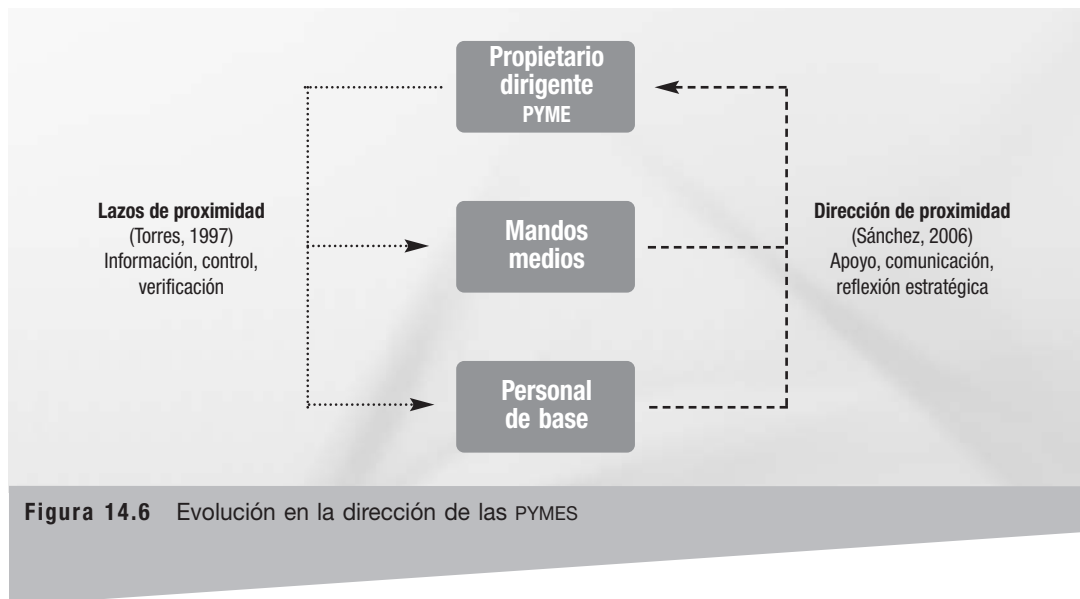 Propietario
dirigente
PYME
Lazos de proximidad
(Torres, 1997)
Información, control,
verificación
Mandos
medios
Dirección de proximidad
(Sánchez, 2006)
Apoyo, comunicación,
reflexión estratégica
Personal
de base
Figura 14.6 Evolución en la dirección de las PYMES